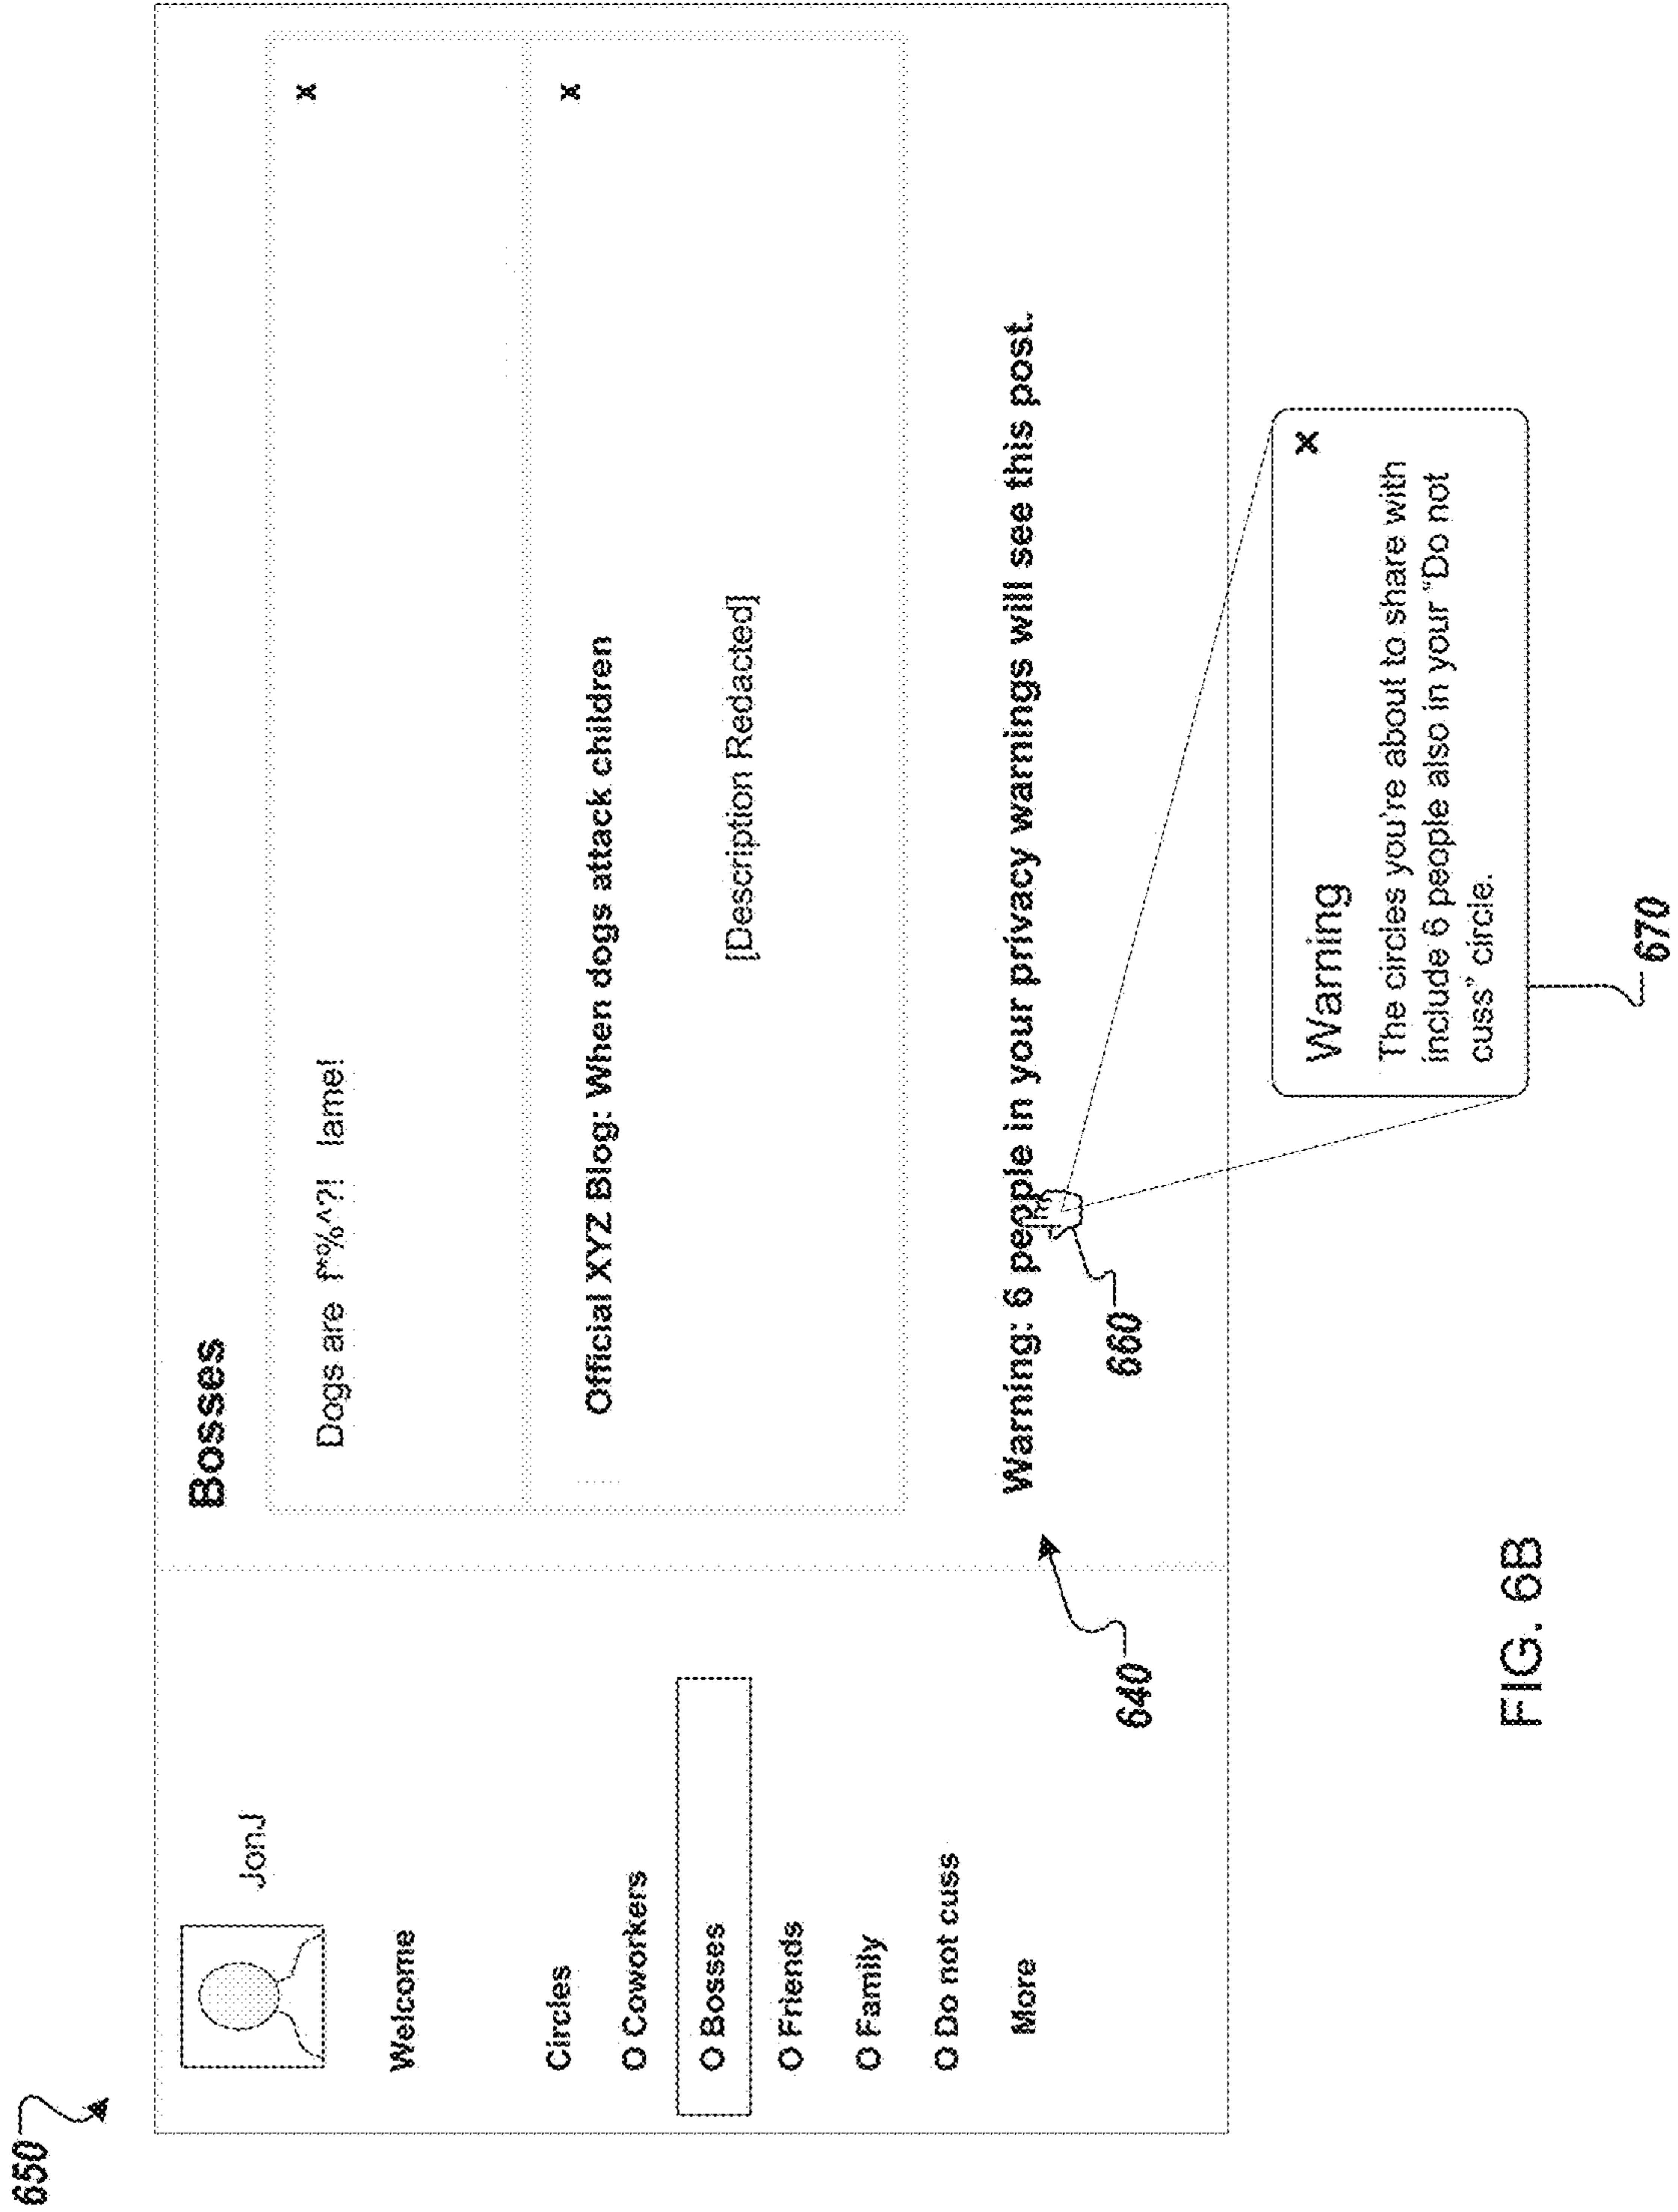 650
JonJ
Welcome
Circles
O Coworkers
O Bosses
O Friends
O Family
O Do not cuss
More
Bosses
Dogs are f*%^?! lame!
x
Official XYZ Blog: When dogs attack children
x
[Description Redacted]
Warning: 6 people in your privacy warnings will see this post.
640
660
Warning
x
The circles you're about to share with
include 6 people also in your "Do not
cuss" circle.
670
FIG. 6B